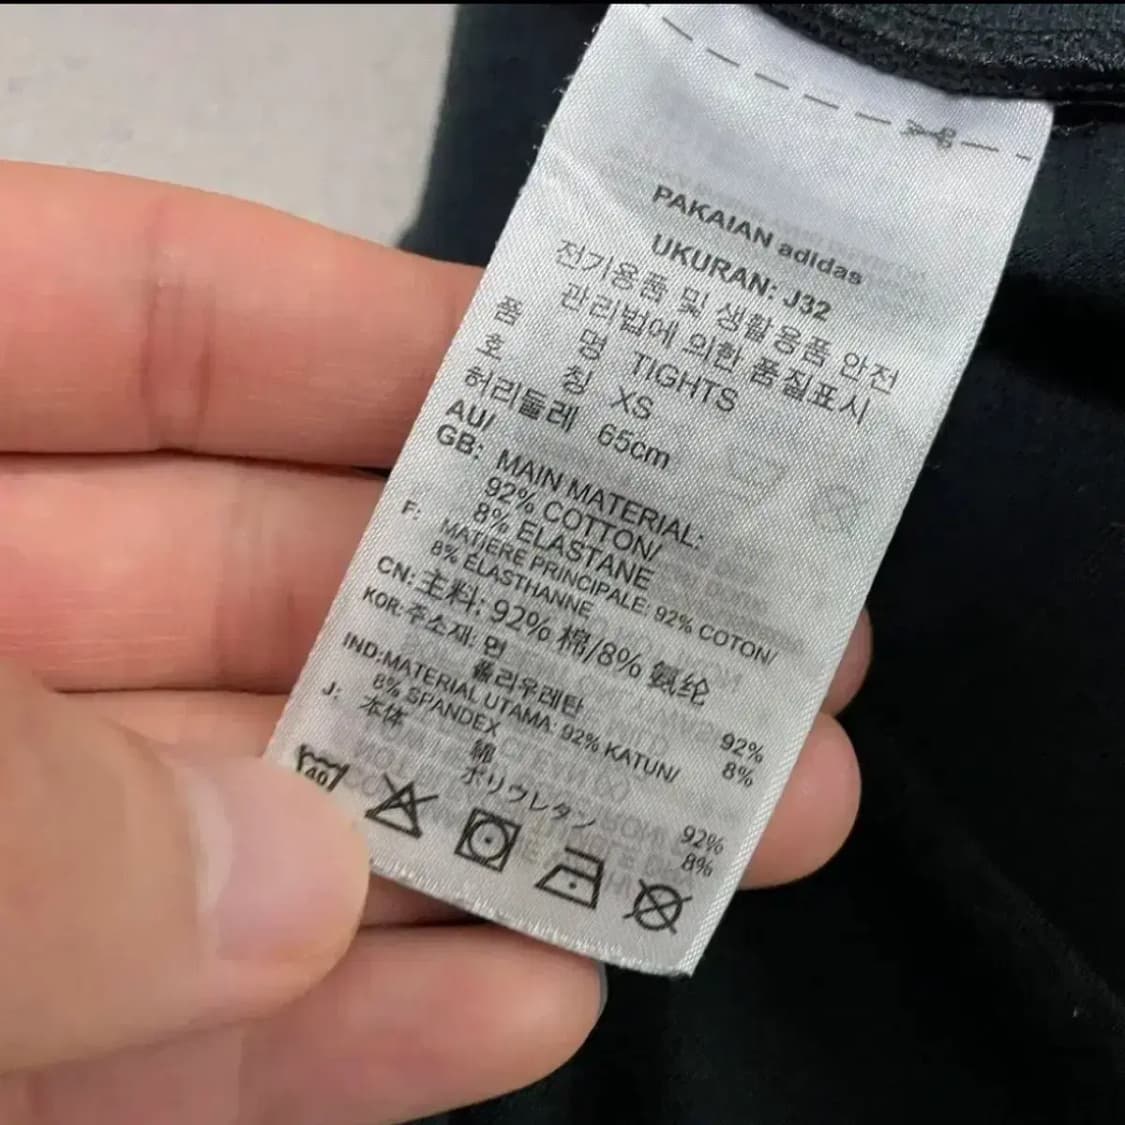 PAKAIAN adidas
UKURAN: J32
전기용품 및 생활용품 안전
관리법에 의한 품질표시
품 명 TIGHTS
호 칭 XS
허리둘레 65cm
AU/
GB: MAIN MATERIAL:
92% COTTON/
8% ELASTANE
F: MATIÈRE PRINCIPALE: 92% COTON/
8% ÉLASTHANNE
CN: 主料: 92% 棉/8% 氨纶
KOR: 주소재: 면 92%
폴리우레탄 8%
IND:MATERIAL UTAMA: 92% KATUN/
8% SPANDEX
J: 本体
綿 92%
ポリウレタン 8%
40